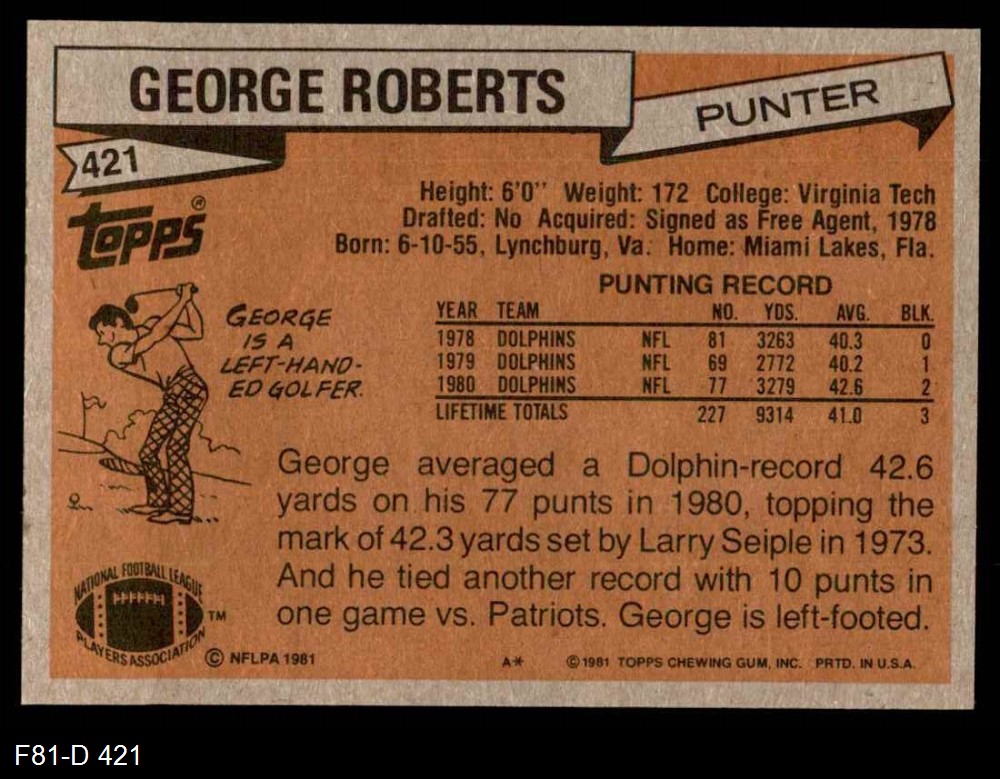 GEORGE ROBERTS
PUNTER
421
Topps®
Height: 6'0" Weight: 172 College: Virginia Tech
Drafted: No Acquired: Signed as Free Agent, 1978
Born: 6-10-55, Lynchburg, Va. Home: Miami Lakes, Fla.
GEORGE
IS A
LEFT-HAND-
ED GOLFER.
PUNTING RECORD
YEAR TEAM NO. YDS. AVG. BLK.
1978 DOLPHINS NFL 81 3263 40.3 0
1979 DOLPHINS NFL 69 2772 40.2 1
1980 DOLPHINS NFL 77 3279 42.6 2
LIFETIME TOTALS 227 9314 41.0 3
George averaged a Dolphin-record 42.6
yards on his 77 punts in 1980, topping the
mark of 42.3 yards set by Larry Seiple in 1973.
And he tied another record with 10 punts in
one game vs. Patriots. George is left-footed.
NATIONAL FOOTBALL LEAGUE
PLAYERS ASSOCIATION
TM
© NFLPA 1981
A* © 1981 TOPPS CHEWING GUM, INC. PRTD. IN U.S.A.
F81-D 421